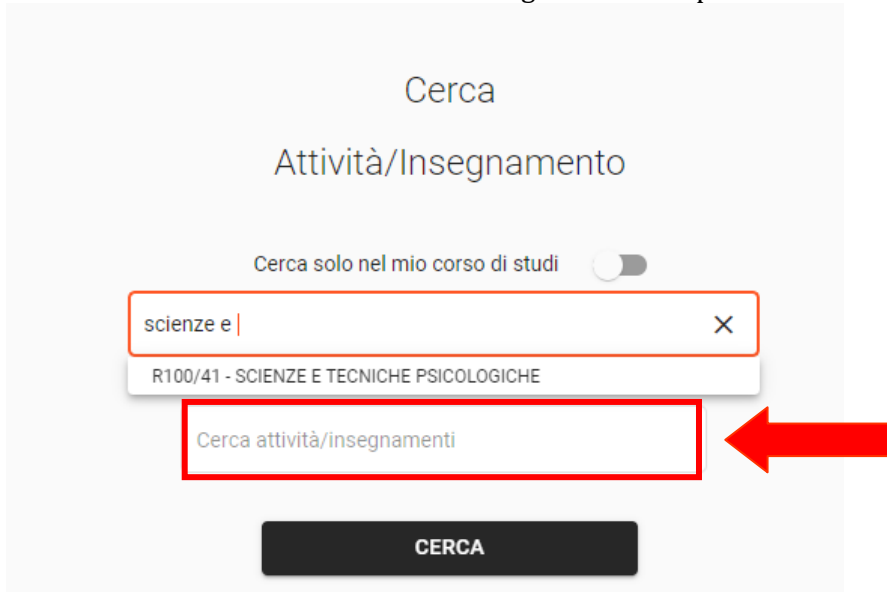 Cerca
Attività/Insegnamento
Cerca solo nel mio corso di studi
scienze e
R100/41 - SCIENZE E TECNICHE PSICOLOGICHE
Cerca attività/insegnamenti
CERCA